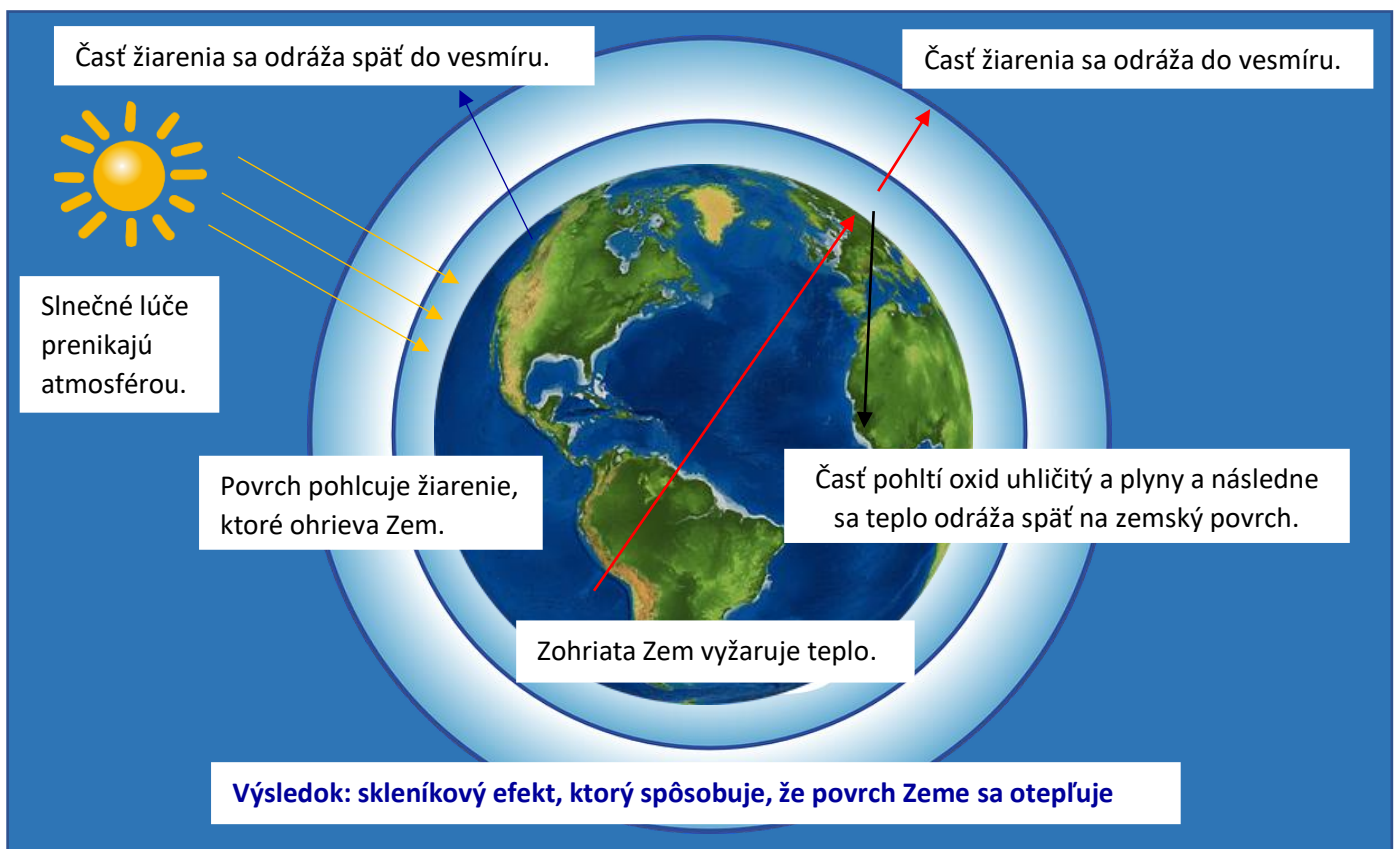 Časť žiarenia sa odráža späť do vesmíru.
Časť žiarenia sa odráža do vesmíru.
Slnečné lúče
prenikajú
atmosférou.
Povrch pohlcuje žiarenie,
ktoré ohrieva Zem.
Časť pohltí oxid uhličitý a plyny a následne
sa teplo odráža späť na zemský povrch.
Zohriata Zem vyžaruje teplo.
Výsledok: skleníkový efekt, ktorý spôsobuje, že povrch Zeme sa otepľuje